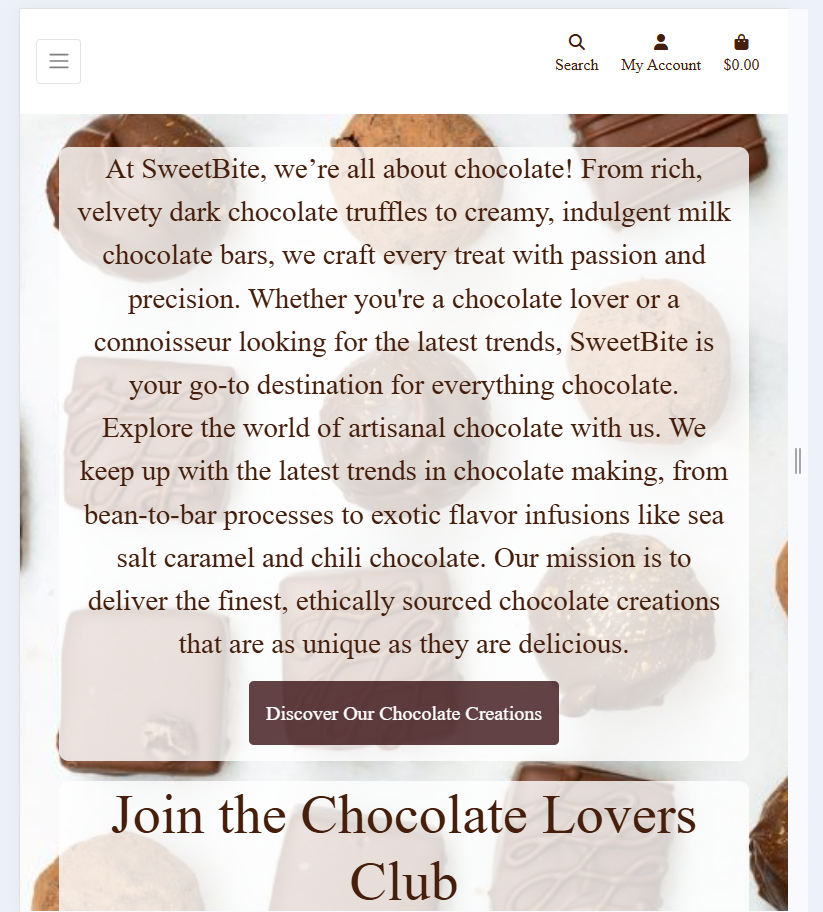 Search
My Account
$0.00
At SweetBite, we’re all about chocolate! From rich,
velvety dark chocolate truffles to creamy, indulgent milk
chocolate bars, we craft every treat with passion and
precision. Whether you're a chocolate lover or a
connoisseur looking for the latest trends, SweetBite is
your go-to destination for everything chocolate.
Explore the world of artisanal chocolate with us. We
keep up with the latest trends in chocolate making, from
bean-to-bar processes to exotic flavor infusions like sea
salt caramel and chili chocolate. Our mission is to
deliver the finest, ethically sourced chocolate creations
that are as unique as they are delicious.
Discover Our Chocolate Creations
Join the Chocolate Lovers
Club